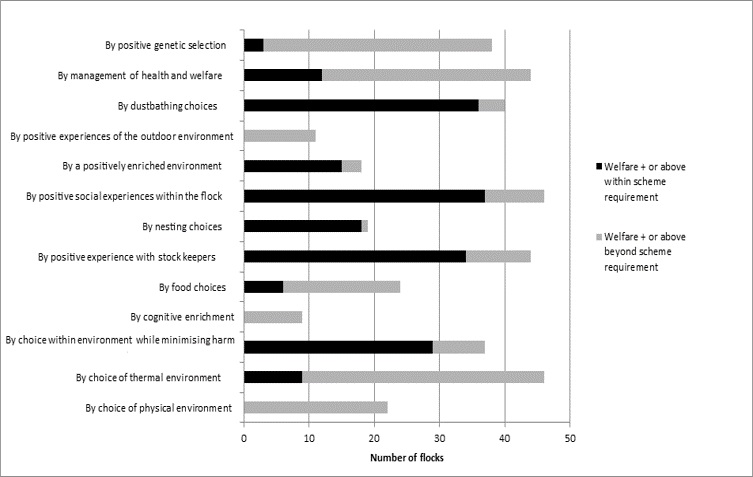 By positive genetic selection
By management of health and welfare
By dustbathing choices
By positive experiences of the outdoor environment
By a positively enriched environment
By positive social experiences within the flock
By nesting choices
By positive experience with stock keepers
By food choices
By cognitive enrichment
By choice within environment while minimising harm
By choice of thermal environment
By choice of physical environment
0 10 20 30 40 50
Number of flocks
Welfare + or above
within scheme
requirement
Welfare + or above
beyond scheme
requirement